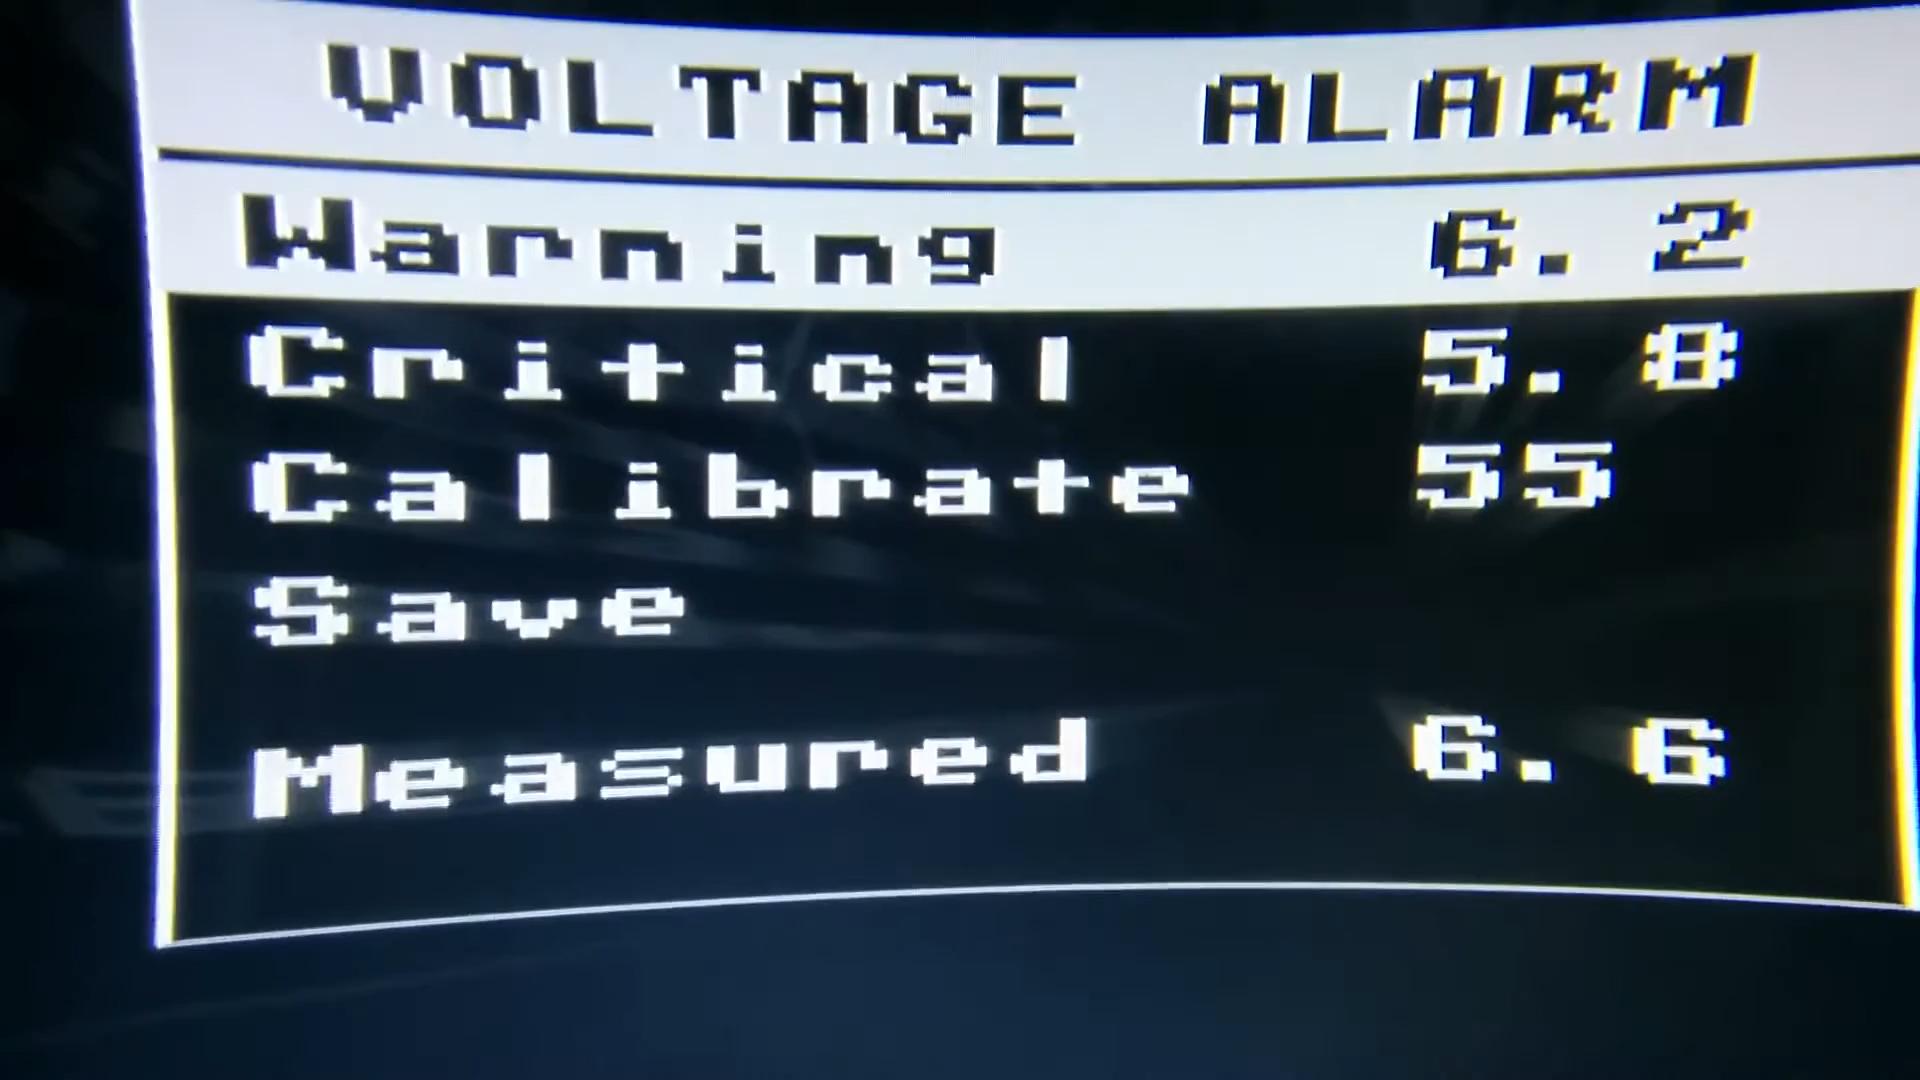 VOLTAGE ALARM
Warning 6.2
Critical 5.8
Calibrate 55
Save
Measured 6.6